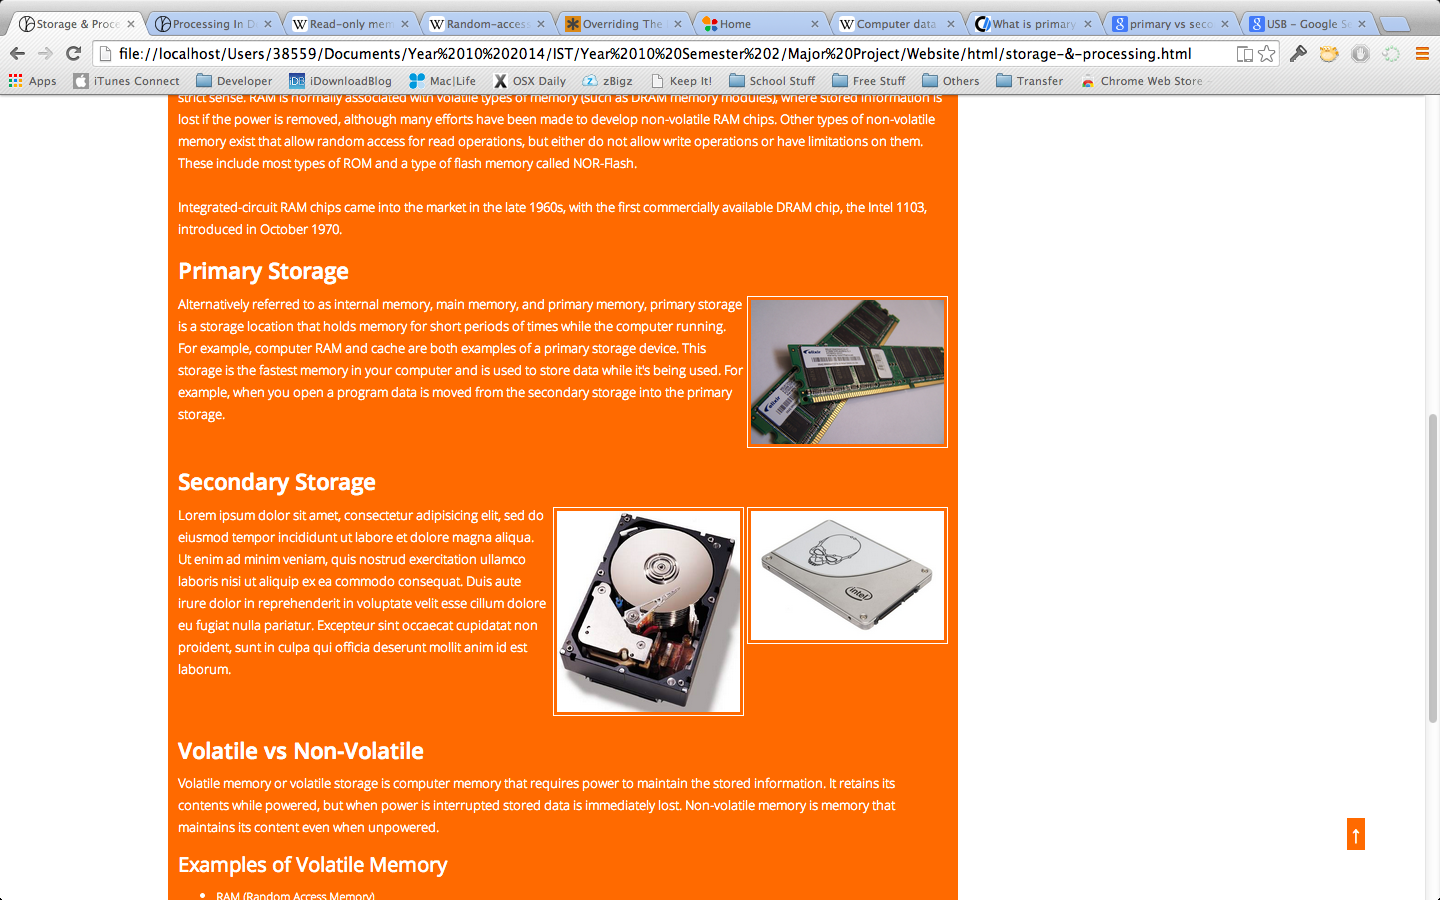 Storage & Proce
Processing In D
Read-only mem
Random-access
Overriding The
Home
Computer data
What is primary
primary vs seco
USB - Google Se
file://localhost/Users/38559/Documents/Year%2010%202014/IST/Year%2010%20Semester%202/Major%20Project/Website/html/storage-&-processing.html
Apps iTunes Connect Developer iDownloadBlog Mac|Life OSX Daily zBigz Keep It! School Stuff Free Stuff Others Transfer Chrome Web Store
strict sense. RAM is normally associated with volatile types of memory (such as DRAM memory modules), where stored information is
lost if the power is removed, although many efforts have been made to develop non-volatile RAM chips. Other types of non-volatile
memory exist that allow random access for read operations, but either do not allow write operations or have limitations on them.
These include most types of ROM and a type of flash memory called NOR-Flash.
Integrated-circuit RAM chips came into the market in the late 1960s, with the first commercially available DRAM chip, the Intel 1103,
introduced in October 1970.
Primary Storage
Alternatively referred to as internal memory, main memory, and primary memory, primary storage
is a storage location that holds memory for short periods of times while the computer running.
For example, computer RAM and cache are both examples of a primary storage device. This
storage is the fastest memory in your computer and is used to store data while it's being used. For
example, when you open a program data is moved from the secondary storage into the primary
storage.
elixir
elixir
Secondary Storage
Lorem ipsum dolor sit amet, consectetur adipisicing elit, sed do
eiusmod tempor incididunt ut labore et dolore magna aliqua.
Ut enim ad minim veniam, quis nostrud exercitation ullamco
laboris nisi ut aliquip ex ea commodo consequat. Duis aute
irure dolor in reprehenderit in voluptate velit esse cillum dolore
eu fugiat nulla pariatur. Excepteur sint occaecat cupidatat non
proident, sunt in culpa qui officia deserunt mollit anim id est
laborum.
intel
Volatile vs Non-Volatile
Volatile memory or volatile storage is computer memory that requires power to maintain the stored information. It retains its
contents while powered, but when power is interrupted stored data is immediately lost. Non-volatile memory is memory that
maintains its content even when unpowered.
↑
Examples of Volatile Memory
• RAM (Random Access Memory)